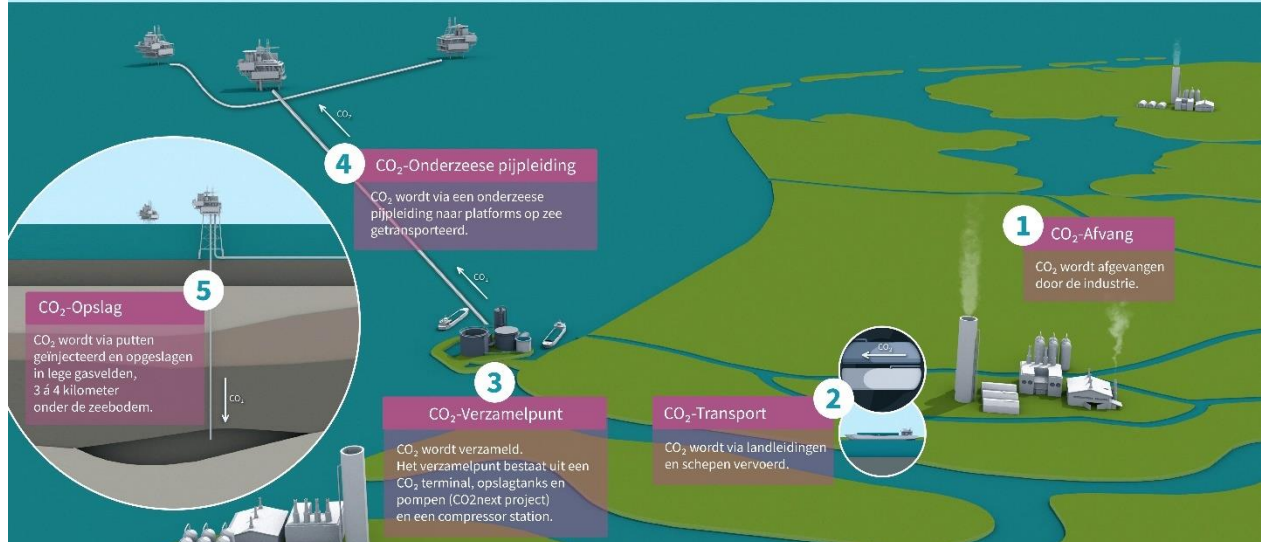 1
CO₂-Afvang
CO₂ wordt afgevangen
door de industrie.
2
CO₂-Transport
CO₂ wordt via landleidingen
en schepen vervoerd.
CO₂
3
CO₂-Verzamelpunt
CO₂ wordt verzameld.
Het verzamelpunt bestaat uit een
CO₂ terminal, opslagtanks en
pompen (CO2next project)
en een compressor station.
4
CO₂-Onderzeese pijpleiding
CO₂ wordt via een onderzeese
pijpleiding naar platforms op zee
getransporteerd.
CO₂
CO₂
5
CO₂-Opslag
CO₂ wordt via putten
geïnjecteerd en opgeslagen
in lege gasvelden,
3 á 4 kilometer
onder de zeebodem.
CO₂